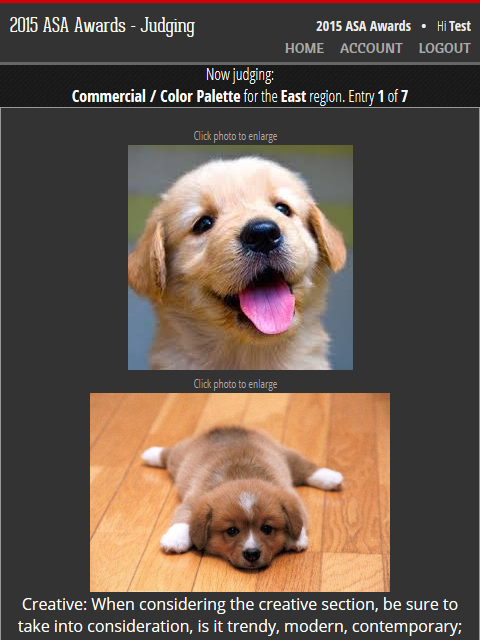 2015 ASA Awards - Judging
2015 ASA Awards • Hi Test
HOME ACCOUNT LOGOUT
Now judging:
Commercial / Color Palette for the East region. Entry 1 of 7
Click photo to enlarge
Click photo to enlarge
Creative: When considering the creative section, be sure to
take into consideration, is it trendy, modern, contemporary;